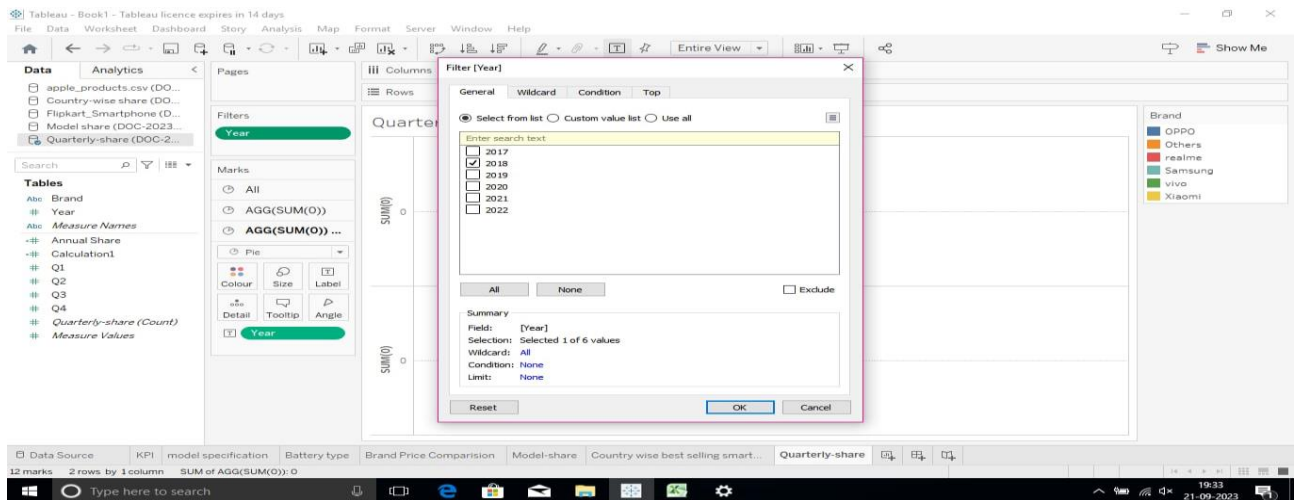 Tableau - Book1 - Tableau licence expires in 14 days
File Data Worksheet Dashboard Story Analysis Map Format Server Window Help
Entire View
Show Me
Data Analytics
apple_products.csv (DO...
Country-wise share (DO...
Flipkart_Smartphone (D...
Model share (DOC-2023...
Quarterly-share (DOC-2...
Search
Tables
Abc Brand
# Year
Abc Measure Names
Annual Share
Calculation1
# Q1
# Q2
# Q3
# Q4
# Quarterly-share (Count)
# Measure Values
Pages
Filters
Year
Marks
All
AGG(SUM(0))
AGG(SUM(0)) ...
Pie
Colour Size Label
Detail Tooltip Angle
Year
Columns
Rows
Quarter
SUM(0)
0
SUM(0)
0
Filter [Year]
General Wildcard Condition Top
Select from list Custom value list Use all
Enter search text
2017
2018
2019
2020
2021
2022
All None Exclude
Summary
Field: [Year]
Selection: Selected 1 of 6 values
Wildcard: All
Condition: None
Limit: None
Reset OK Cancel
Brand
OPPO
Others
realme
Samsung
vivo
Xiaomi
Data Source KPI model specification Battery type Brand Price Comparision Model-share Country wise best selling smart... Quarterly-share
12 marks 2 rows by 1 column SUM of AGG(SUM(0)): 0
Type here to search
19:33
21-09-2023